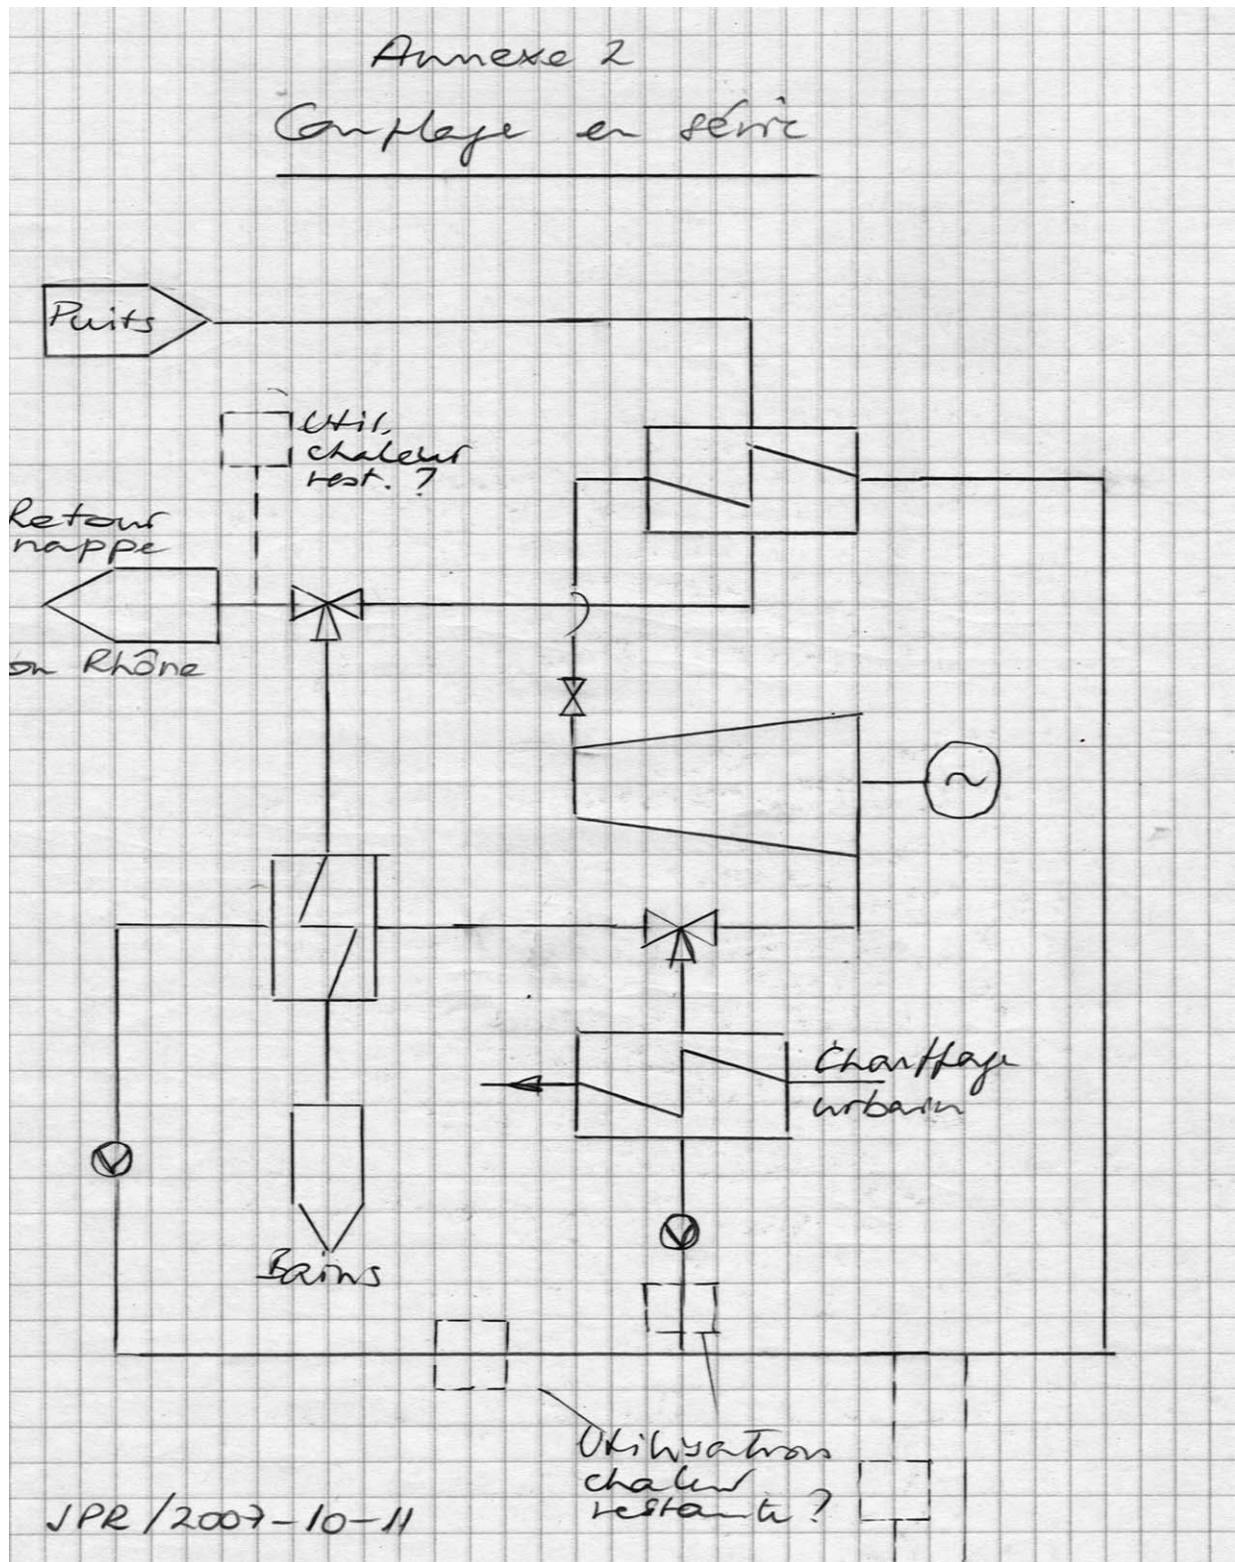 Annexe 2
Couplage en série
Puits
Util.
chaleur
rest. ?
Retour
nappe
ou Rhône
~
Chauffage
urbain
Bains
Utilisations
chaleur
restante ?
JPR / 2007-10-11